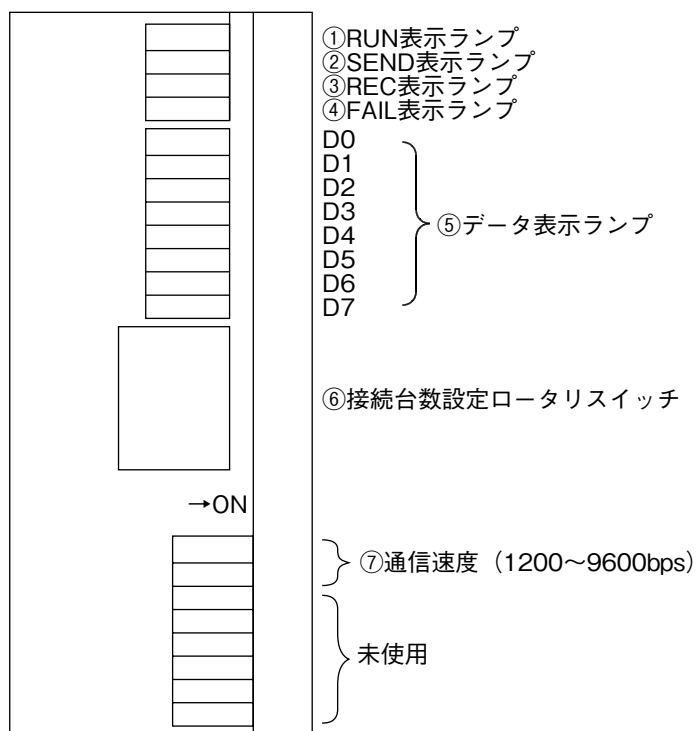 ①RUN表示ランプ
②SEND表示ランプ
③REC表示ランプ
④FAIL表示ランプ
D0
D1
D2
D3
D4
D5
D6
D7
⑤データ表示ランプ
⑥接続台数設定ロータリスイッチ
→ON
⑦通信速度（1200～9600bps）
未使用